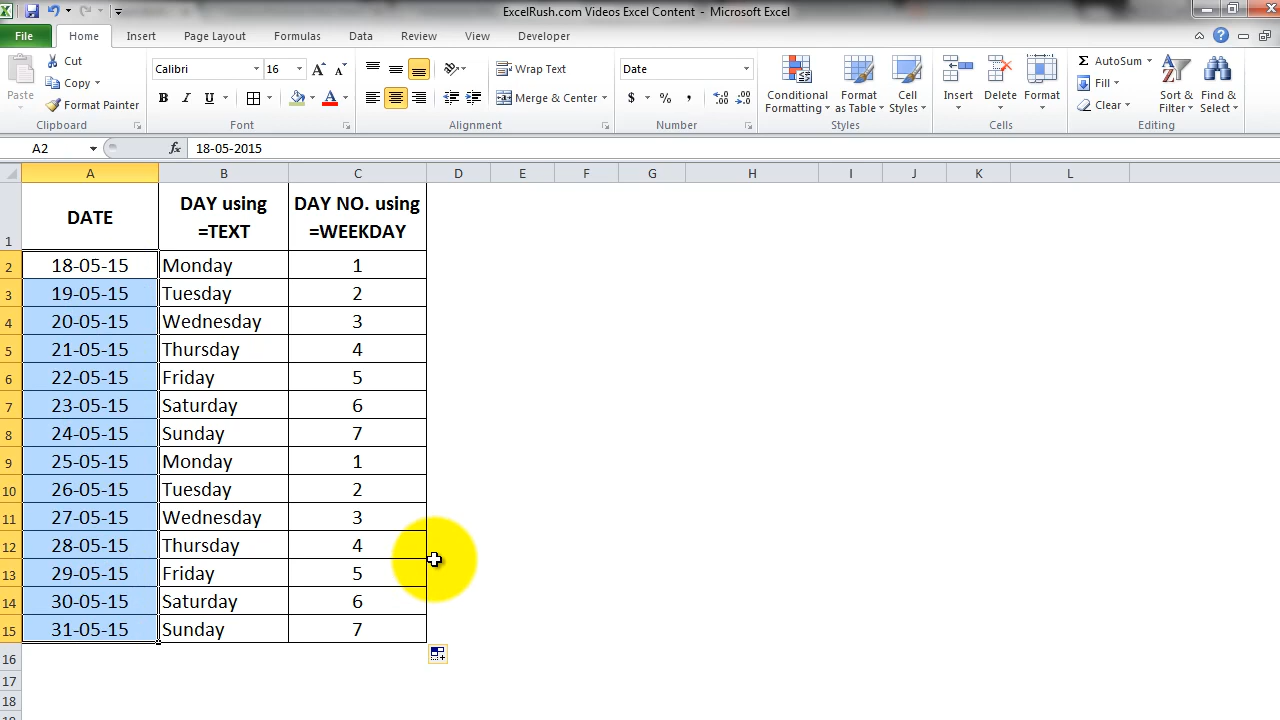 ExcelRush.com Videos Excel Content - Microsoft Excel
File Home Insert Page Layout Formulas Data Review View Developer
Paste Cut Copy Format Painter
Calibri 16 B I U
Wrap Text Merge & Center
Date $ % ,
Conditional Formatting Format as Table Cell Styles
Insert Delete Format
Σ AutoSum Fill Clear Sort & Filter Find & Select
Clipboard Font Alignment Number Styles Cells Editing
A2 fx 18-05-2015
A B C D E F G H I J K L
1 DATE DAY using =TEXT DAY NO. using =WEEKDAY
2 18-05-15 Monday 1
3 19-05-15 Tuesday 2
4 20-05-15 Wednesday 3
5 21-05-15 Thursday 4
6 22-05-15 Friday 5
7 23-05-15 Saturday 6
8 24-05-15 Sunday 7
9 25-05-15 Monday 1
10 26-05-15 Tuesday 2
11 27-05-15 Wednesday 3
12 28-05-15 Thursday 4
13 29-05-15 Friday 5
14 30-05-15 Saturday 6
15 31-05-15 Sunday 7
16
17
18